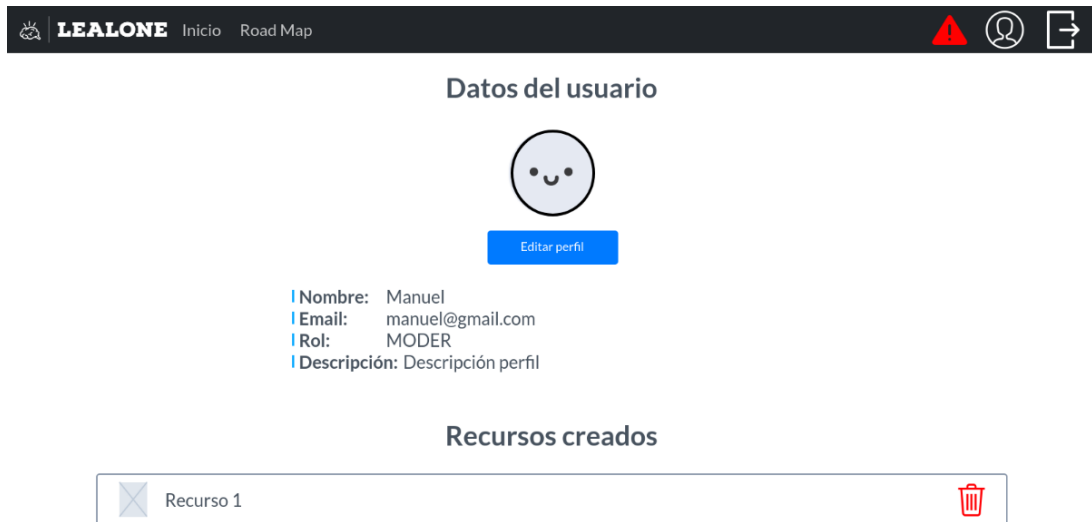 LEALONE Inicio Road Map
Datos del usuario
Editar perfil
Nombre: Manuel
Email: manuel@gmail.com
Rol: MODER
Descripción: Descripción perfil
Recursos creados
Recurso 1